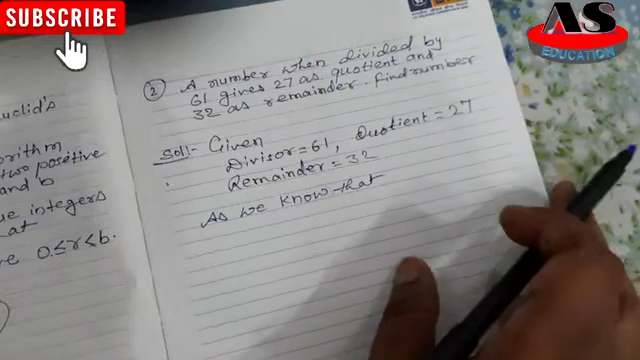 SUBSCRIBE
AS
EDUCATION
uclid's
orithm
two positive
and b
ue integers
at
re 0≤r<b.
② A number when divided by
61 gives 27 as quotient and
32 as remainder. find number
Sol:- Given
Divisor = 61, Quotient = 27
Remainder = 32
As we know that